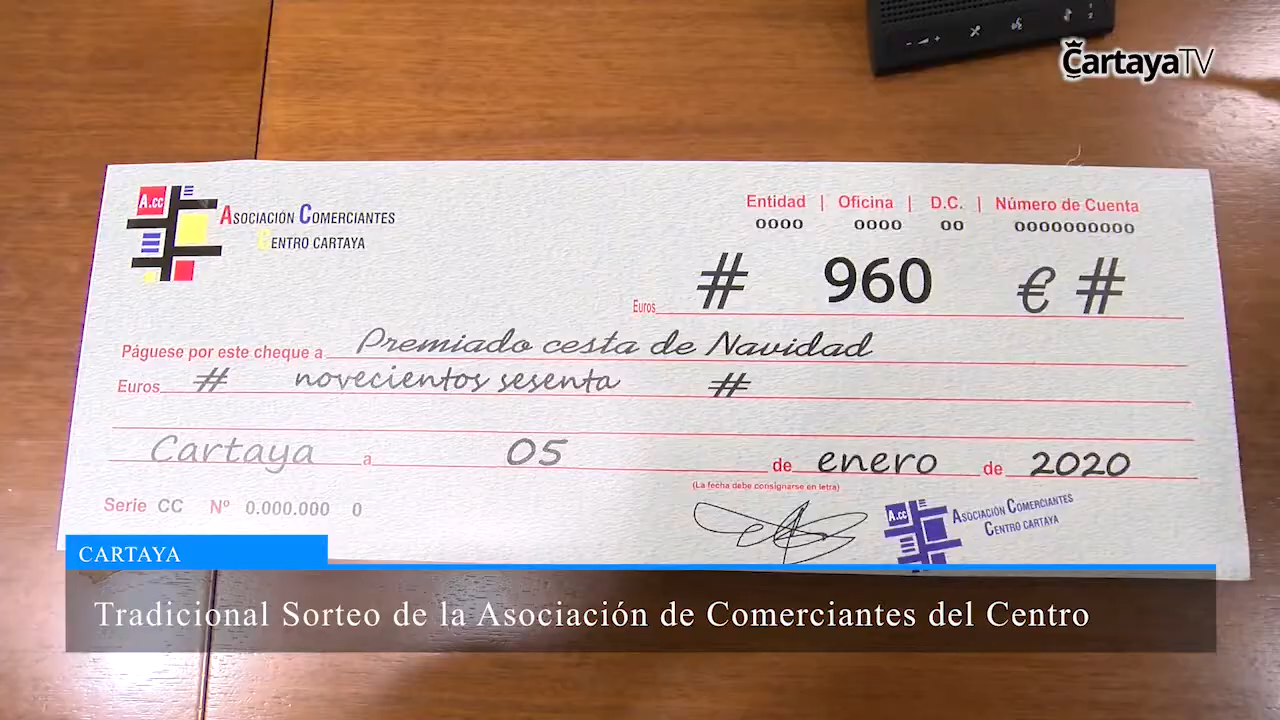 CartayaTV
A.cc
ASOCIACIÓN COMERCIANTES
CENTRO CARTAYA
Entidad | Oficina | D.C. | Número de Cuenta
0000 0000 00 0000000000
Euros # 960 € #
Páguese por este cheque a Premiado cesta de Navidad
Euros # novecientos sesenta #
Cartaya a 05 de enero de 2020
(La fecha debe consignarse en letra)
Serie CC Nº 0.000.000 0
A.cc
ASOCIACIÓN COMERCIANTES
CENTRO CARTAYA
CARTAYA
Tradicional Sorteo de la Asociación de Comerciantes del Centro